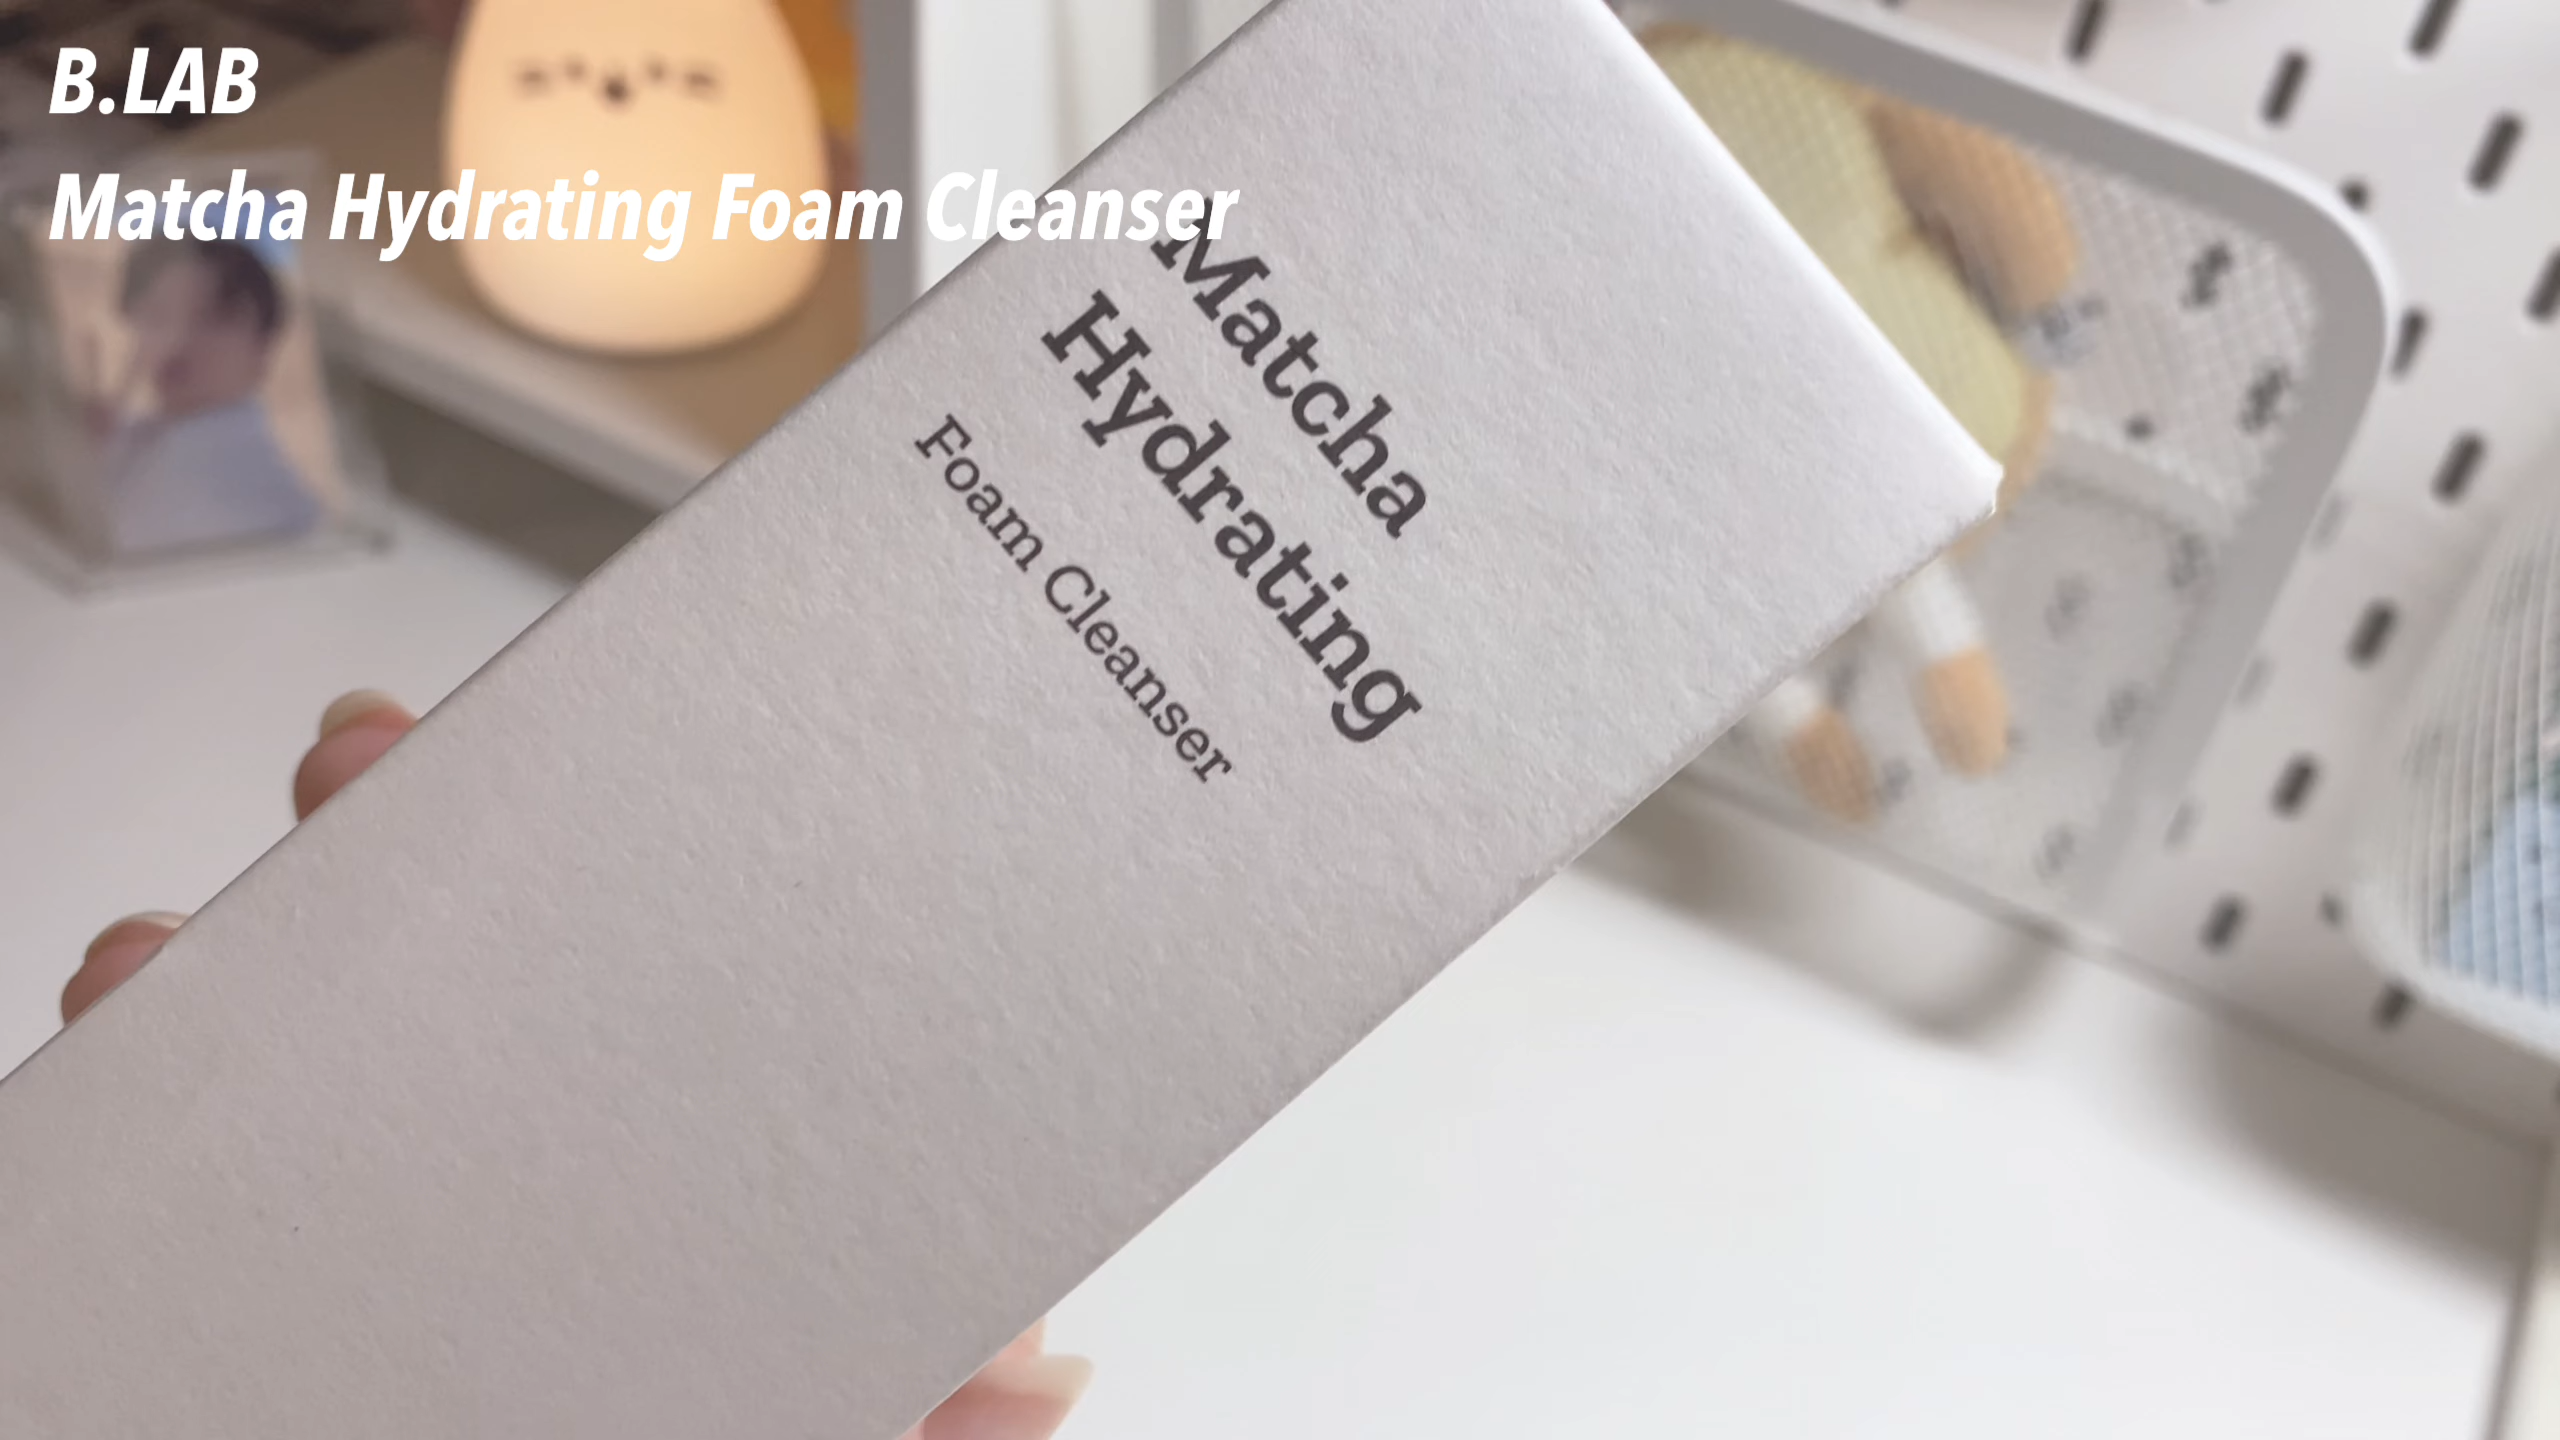 B.LAB
Matcha Hydrating Foam Cleanser
Matcha
Hydrating
Foam Cleanser